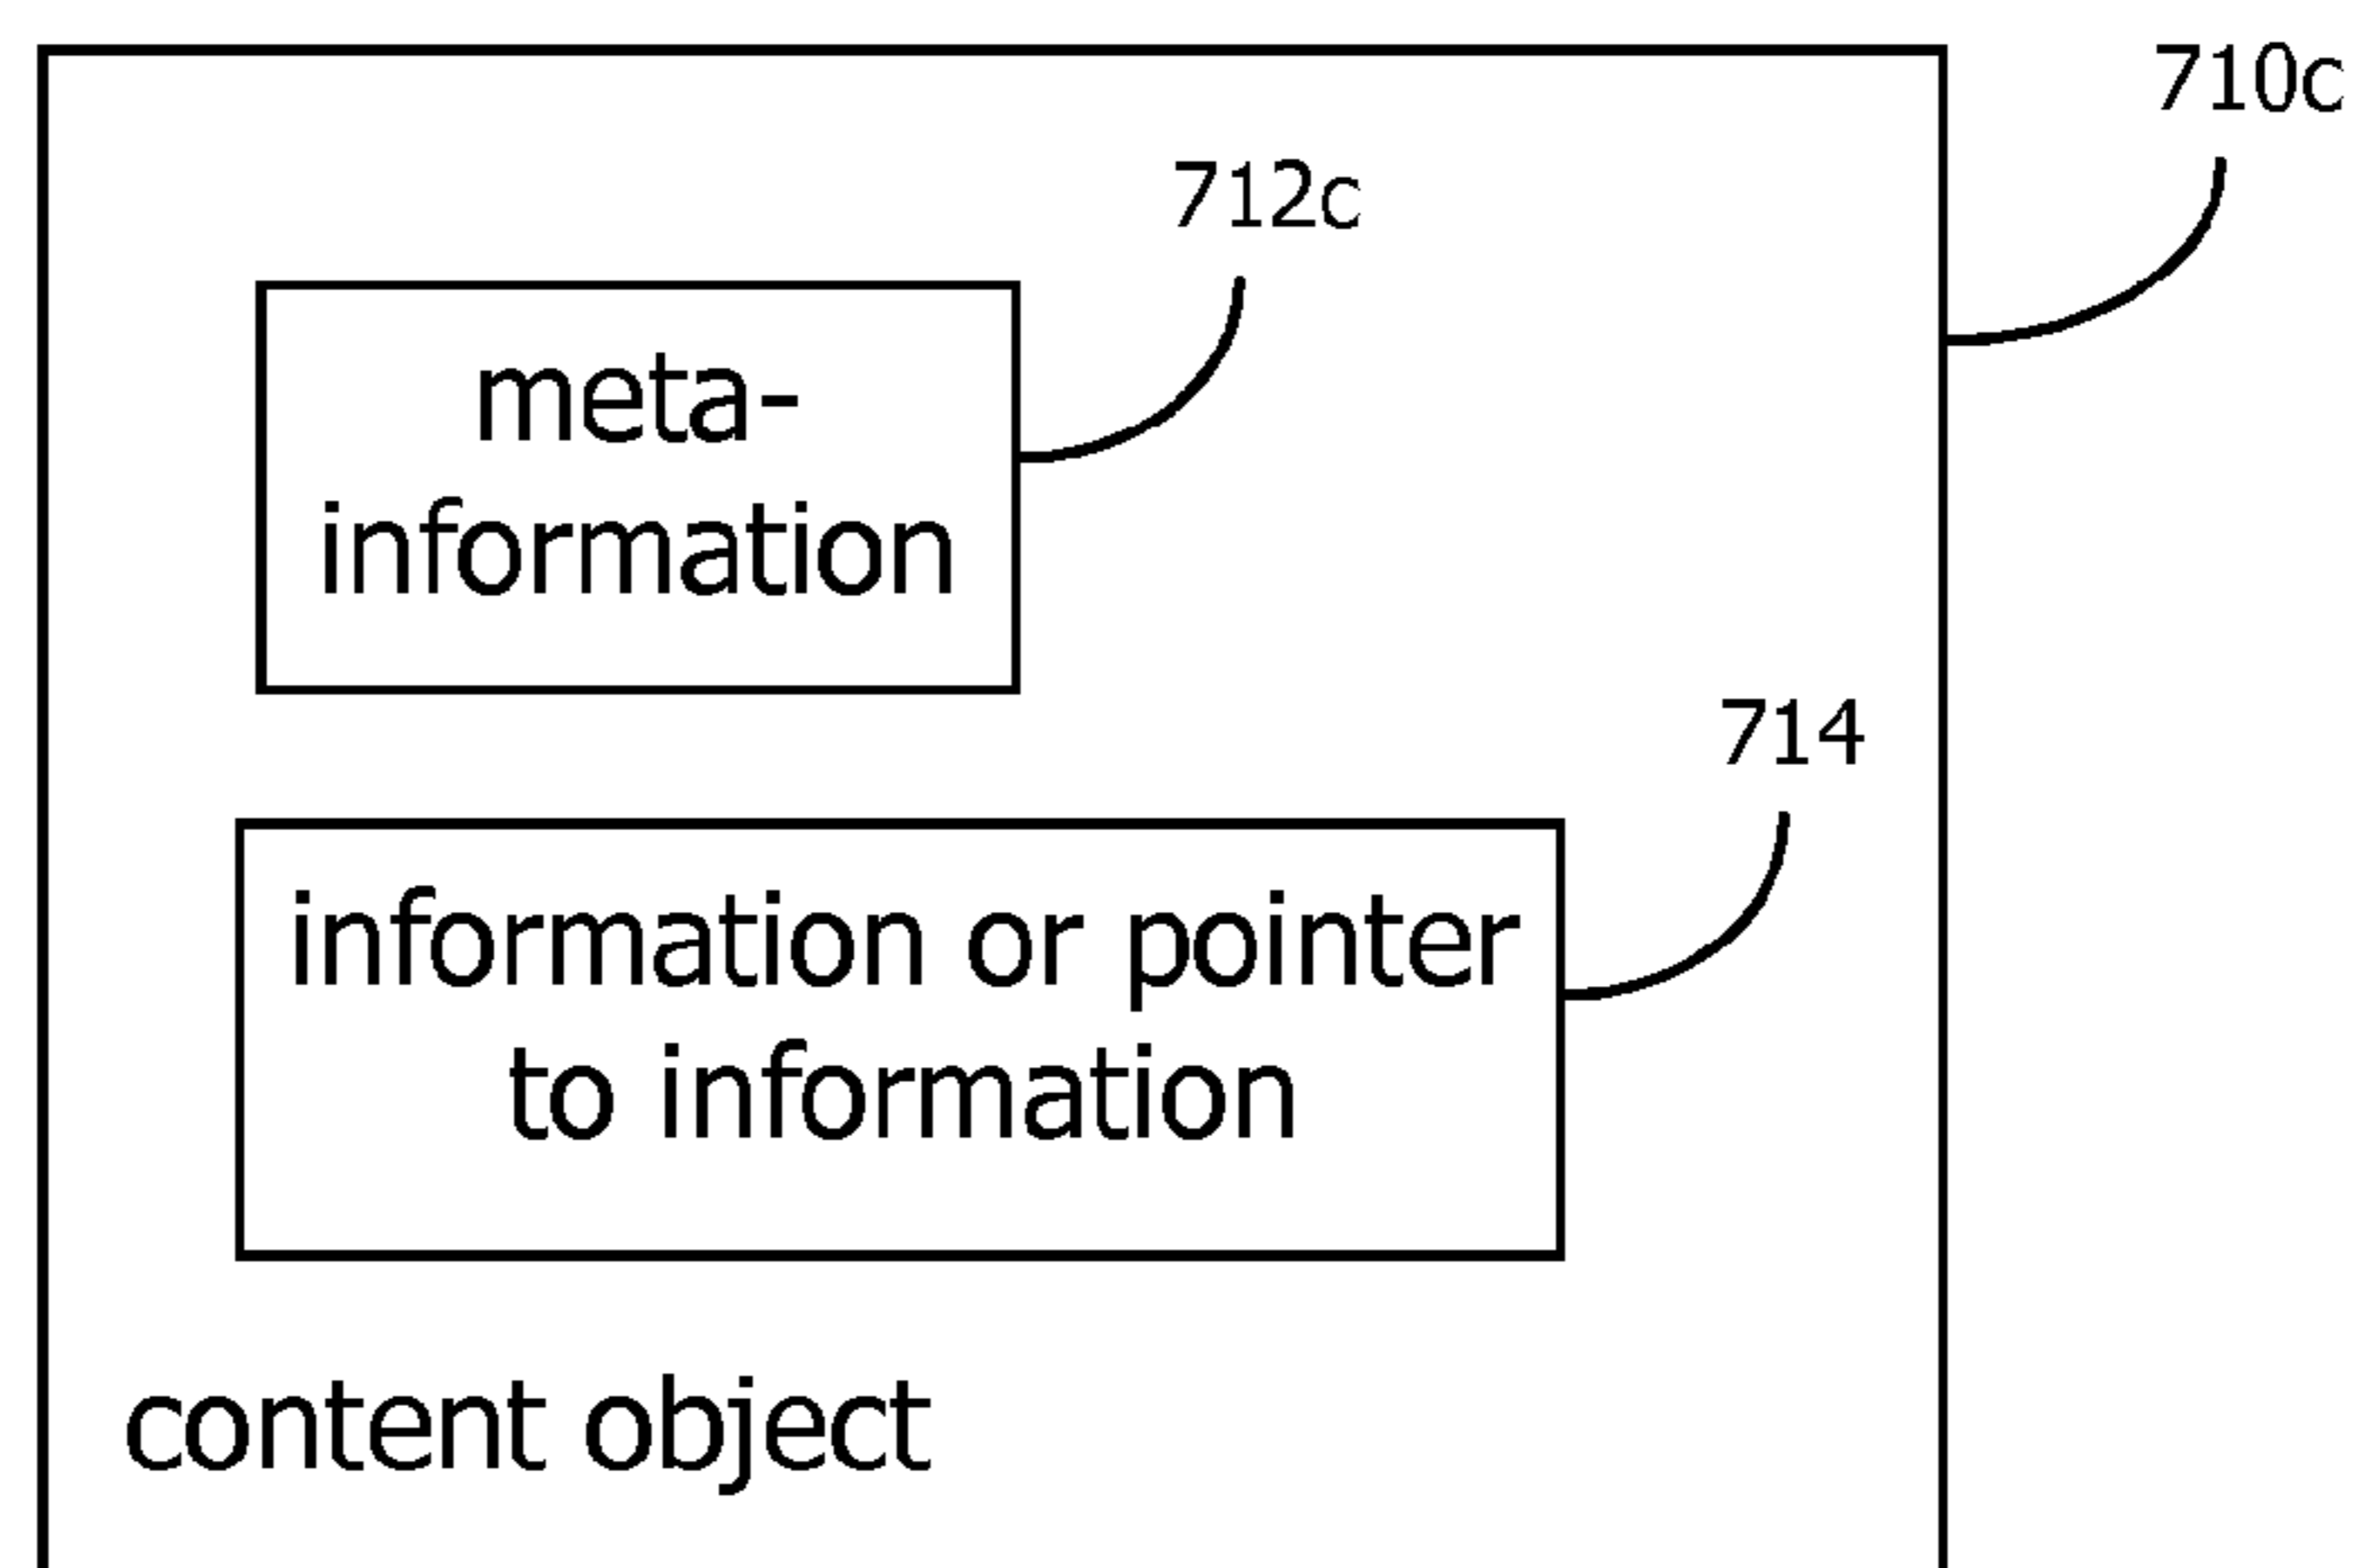 710c
712c
meta-
information
714
information or pointer
to information
content object